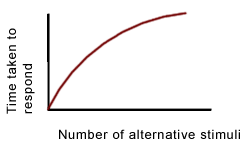 Time taken to
respond
Number of alternative stimuli